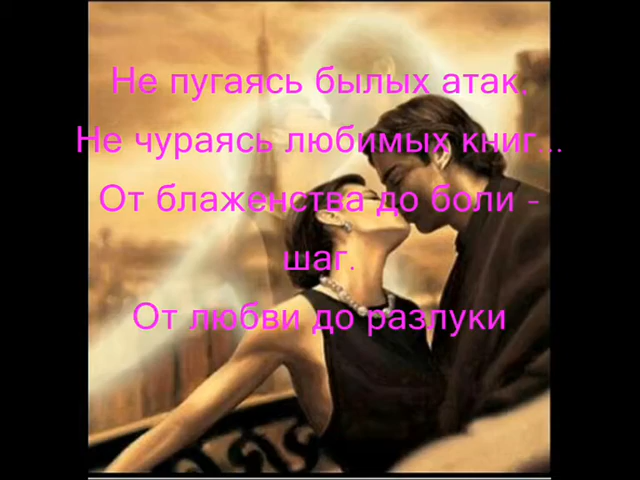 Не пугаясь былых атак.
Не чураясь любимых книг...
От блаженства до боли -
шаг.
От любви до разлуки